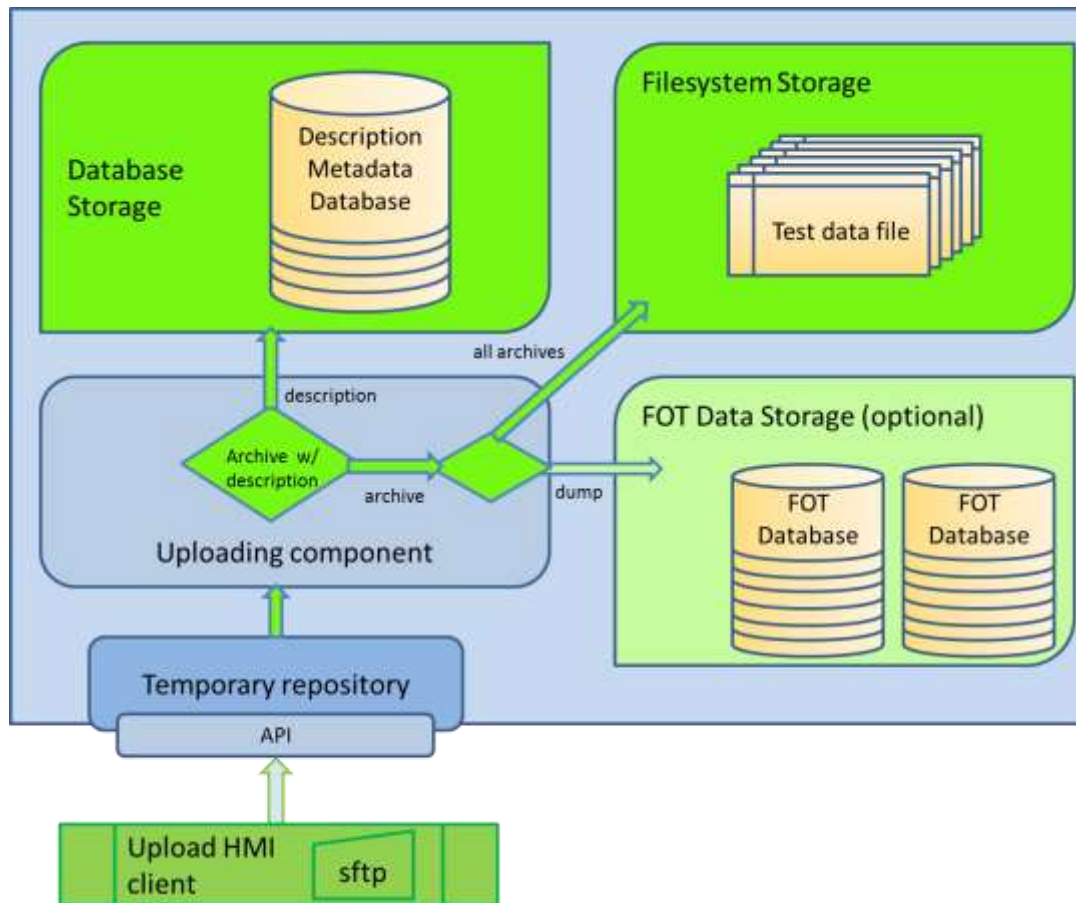 Database
Storage
Description
Metadata
Database
Filesystem Storage
Test data file
all archives
description
Archive w/
description
archive
dump
Uploading component
FOT Data Storage (optional)
FOT
Database
FOT
Database
Temporary repository
API
Upload HMI
client
sftp